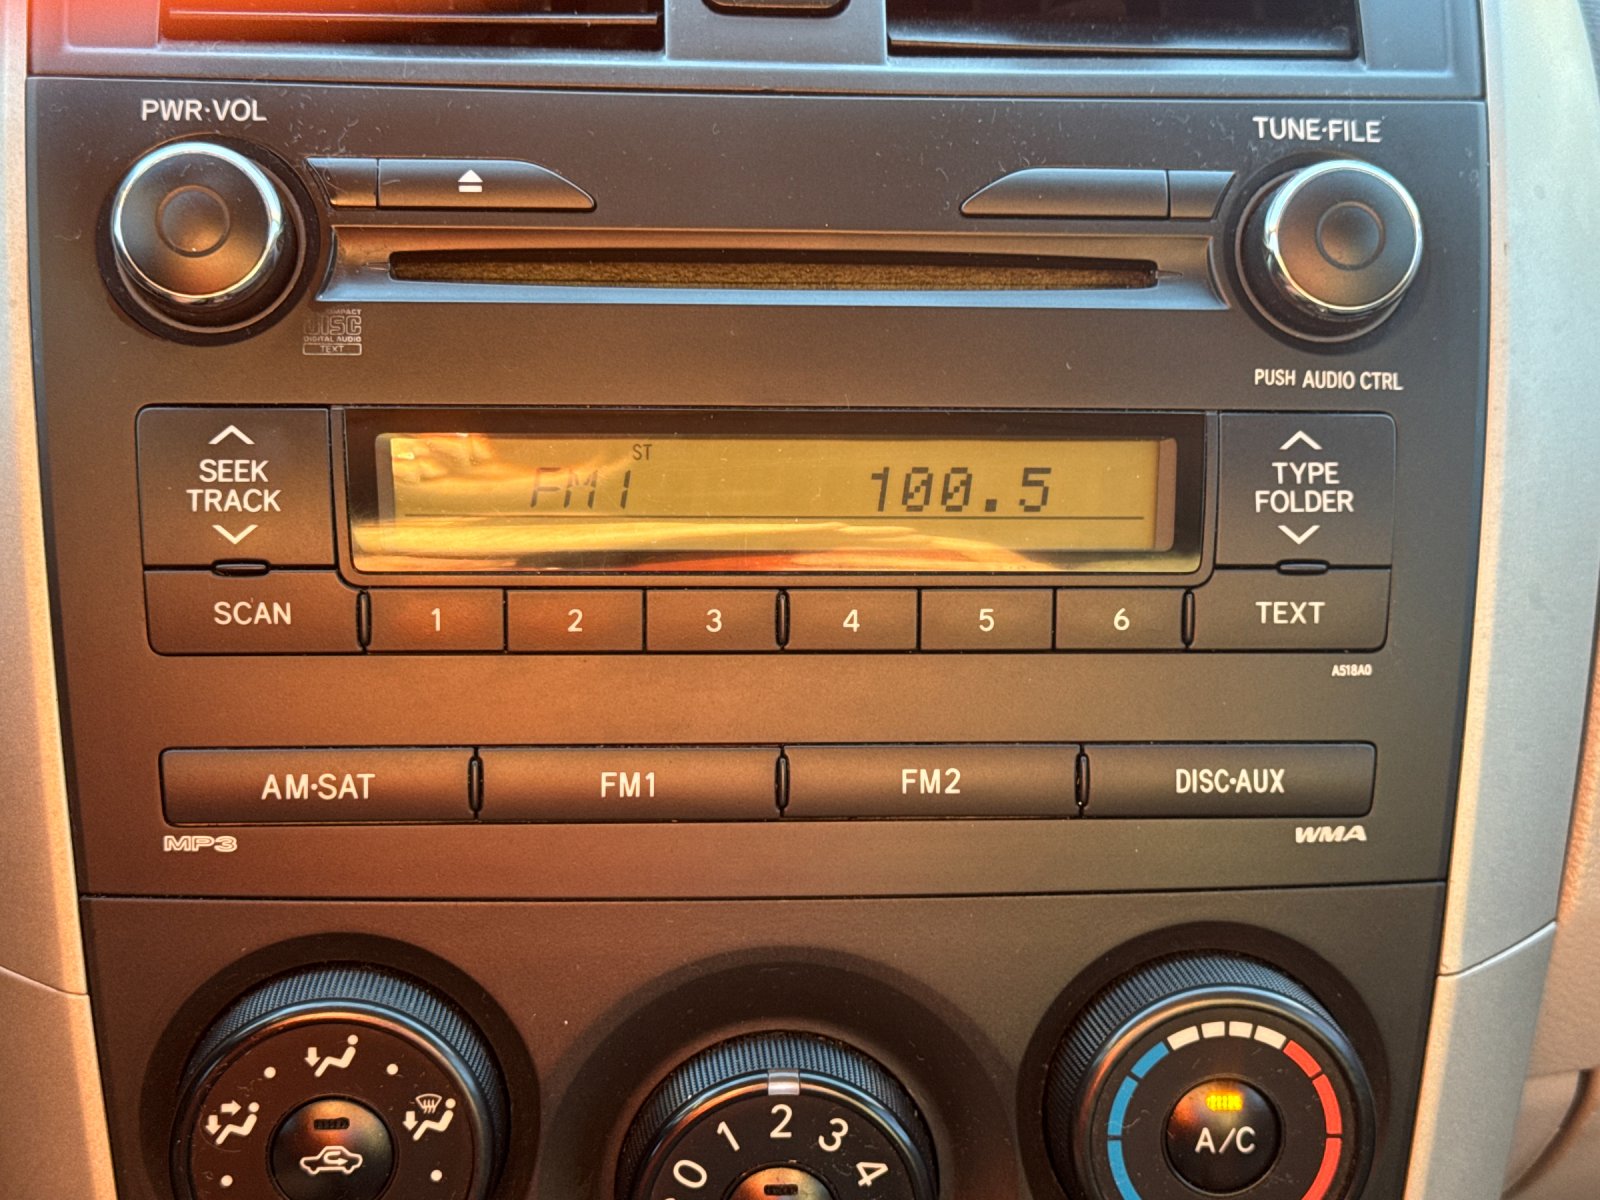 PWR·VOL
TUNE·FILE
COMPACT
DISC
DIGITAL AUDIO
TEXT
PUSH AUDIO CTRL
SEEK
TRACK
ST
FM1 100.5
TYPE
FOLDER
SCAN
1 2 3 4 5 6
TEXT
A518A0
AM·SAT
FM1
FM2
DISC·AUX
MP3
WMA
0 1 2 3 4
A/C